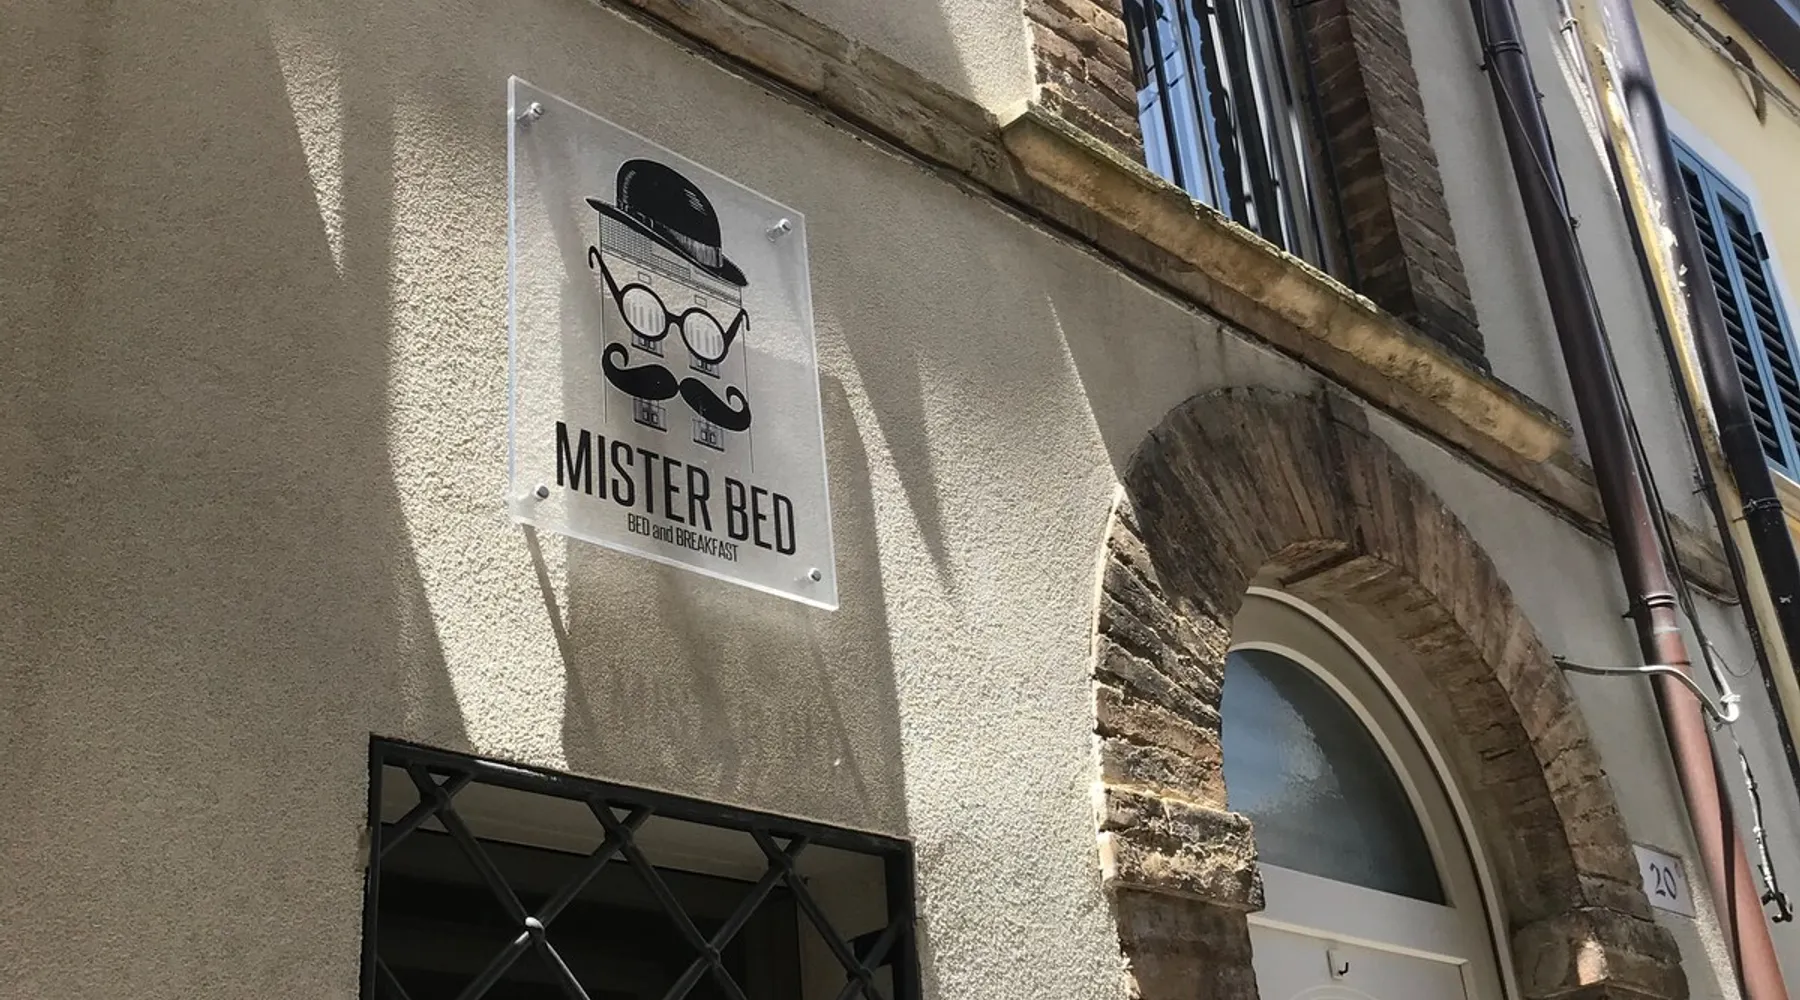 MISTER BED
BED and BREAKFAST
20